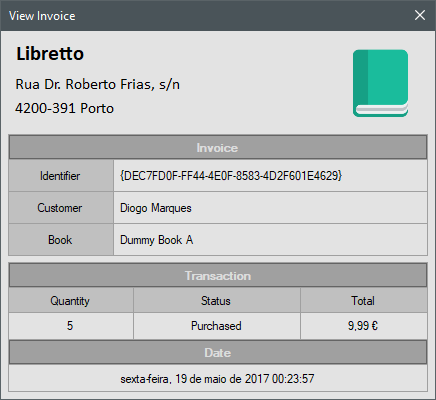 View Invoice
Libretto
Rua Dr. Roberto Frias, s/n
4200-391 Porto
Invoice
Identifier {DEC7FD0F-FF44-4E0F-8583-4D2F601E4629}
Customer Diogo Marques
Book Dummy Book A
Transaction
Quantity Status Total
5 Purchased 9,99 €
Date
sexta-feira, 19 de maio de 2017 00:23:57